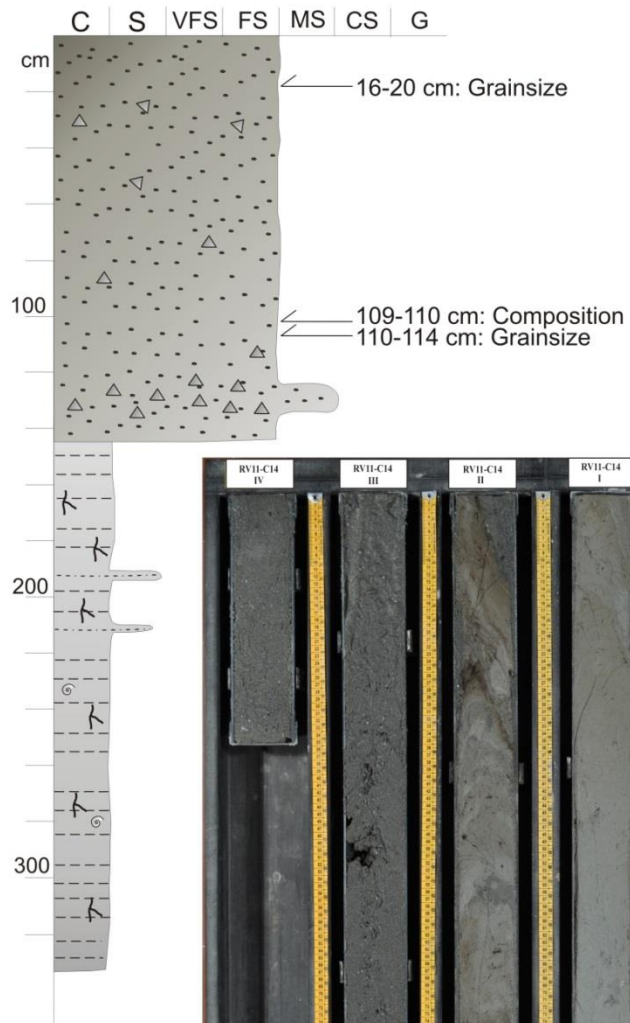 C S VFS FS MS CS G
cm
16-20 cm: Grainsize
100
109-110 cm: Composition
110-114 cm: Grainsize
RV11-C14
IV
RV11-C14
III
RV11-C14
II
RV11-C14
I
200
300